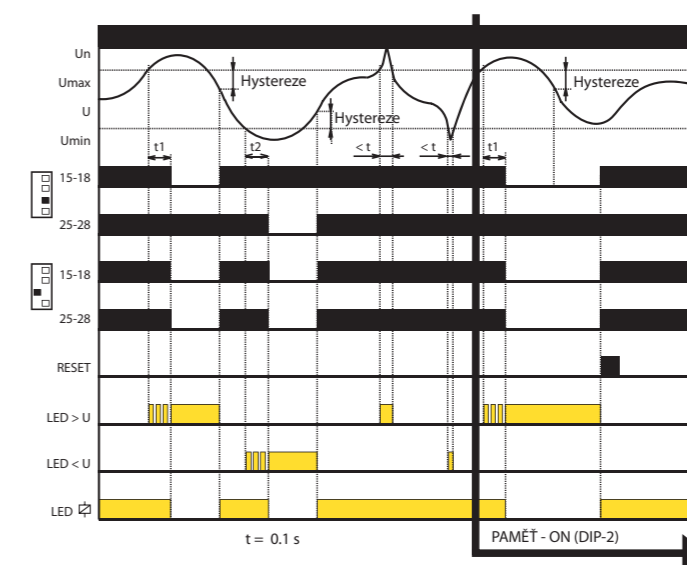 Un
Umax
Hystereze
Hystereze
U
Hystereze
Umin
t1
t2
< t
< t
t1
15-18
25-28
15-18
25-28
RESET
LED > U
LED < U
LED
t = 0.1 s
PAMĚŤ - ON (DIP-2)